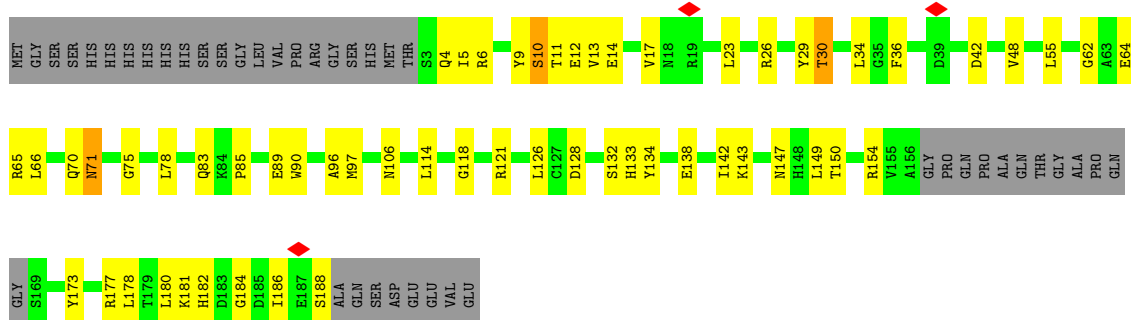 MET GLY SER SER HIS HIS HIS HIS HIS HIS SER SER GLY LEU VAL PRO ARG GLY SER HIS MET THR S3 Q4 I5 R6 Y9 S10 T11 E12 V13 E14 V17 N18 R19 L23 R26 Y29 T30 L34 G35 F36 D39 D42 V48 L55 G62 A63 E64
R65 L66 Q70 N71 G75 L78 Q83 K84 P85 E89 W90 A96 M97 N106 L114 G118 R121 L126 C127 D128 S132 H133 Y134 E138 I142 K143 N147 H148 L149 T150 R154 V155 A156 GLY PRO GLN PRO ALA GLN THR GLY ALA PRO GLN
GLY S169 Y173 R177 L178 T179 L180 K181 H182 D183 G184 D185 I186 E187 S188 ALA GLN SER ASP GLU GLU VAL GLU